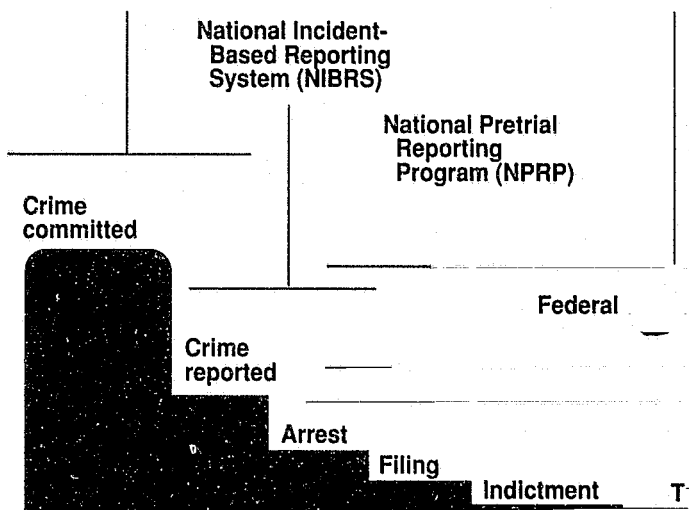 National Incident-
Based Reporting
System (NIBRS)
National Pretrial
Reporting
Program (NPRP)
Crime
committed
Federal
Crime
reported
Arrest
Filing
Indictment
T